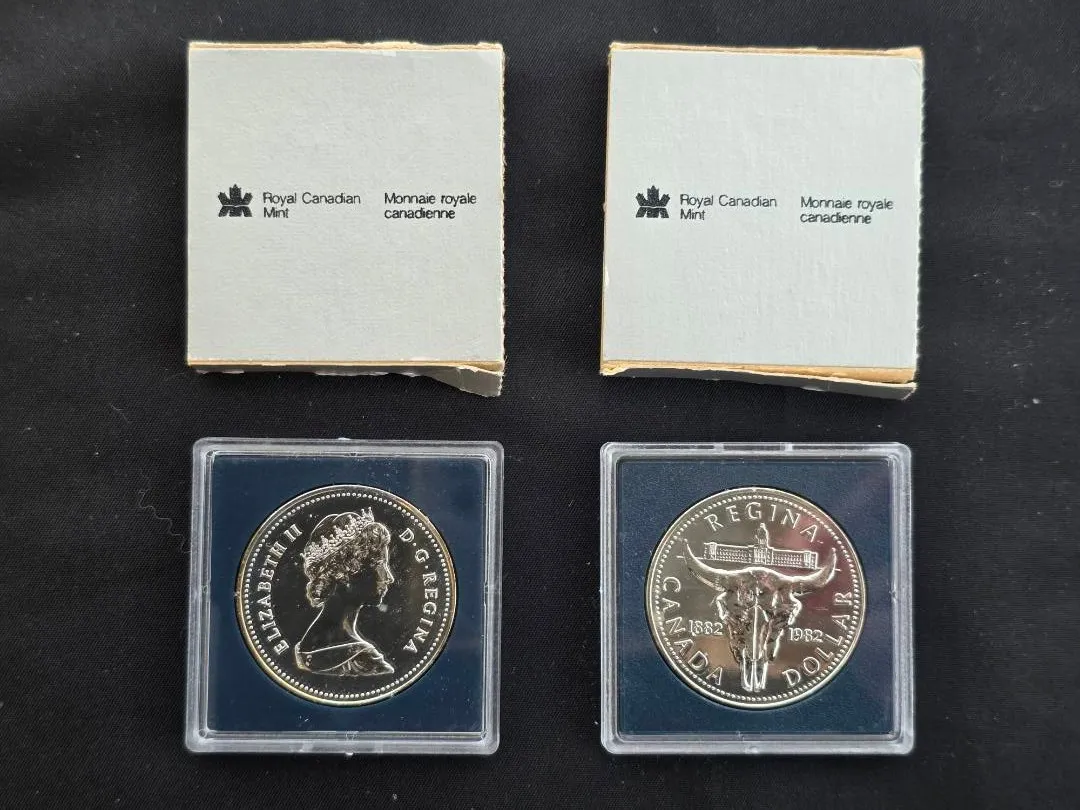 Royal Canadian
Mint
Monnaie royale
canadienne
Royal Canadian
Mint
Monnaie royale
canadienne
ELIZABETH II D·G·REGINA
REGINA
1882 1982
CANADA DOLLAR